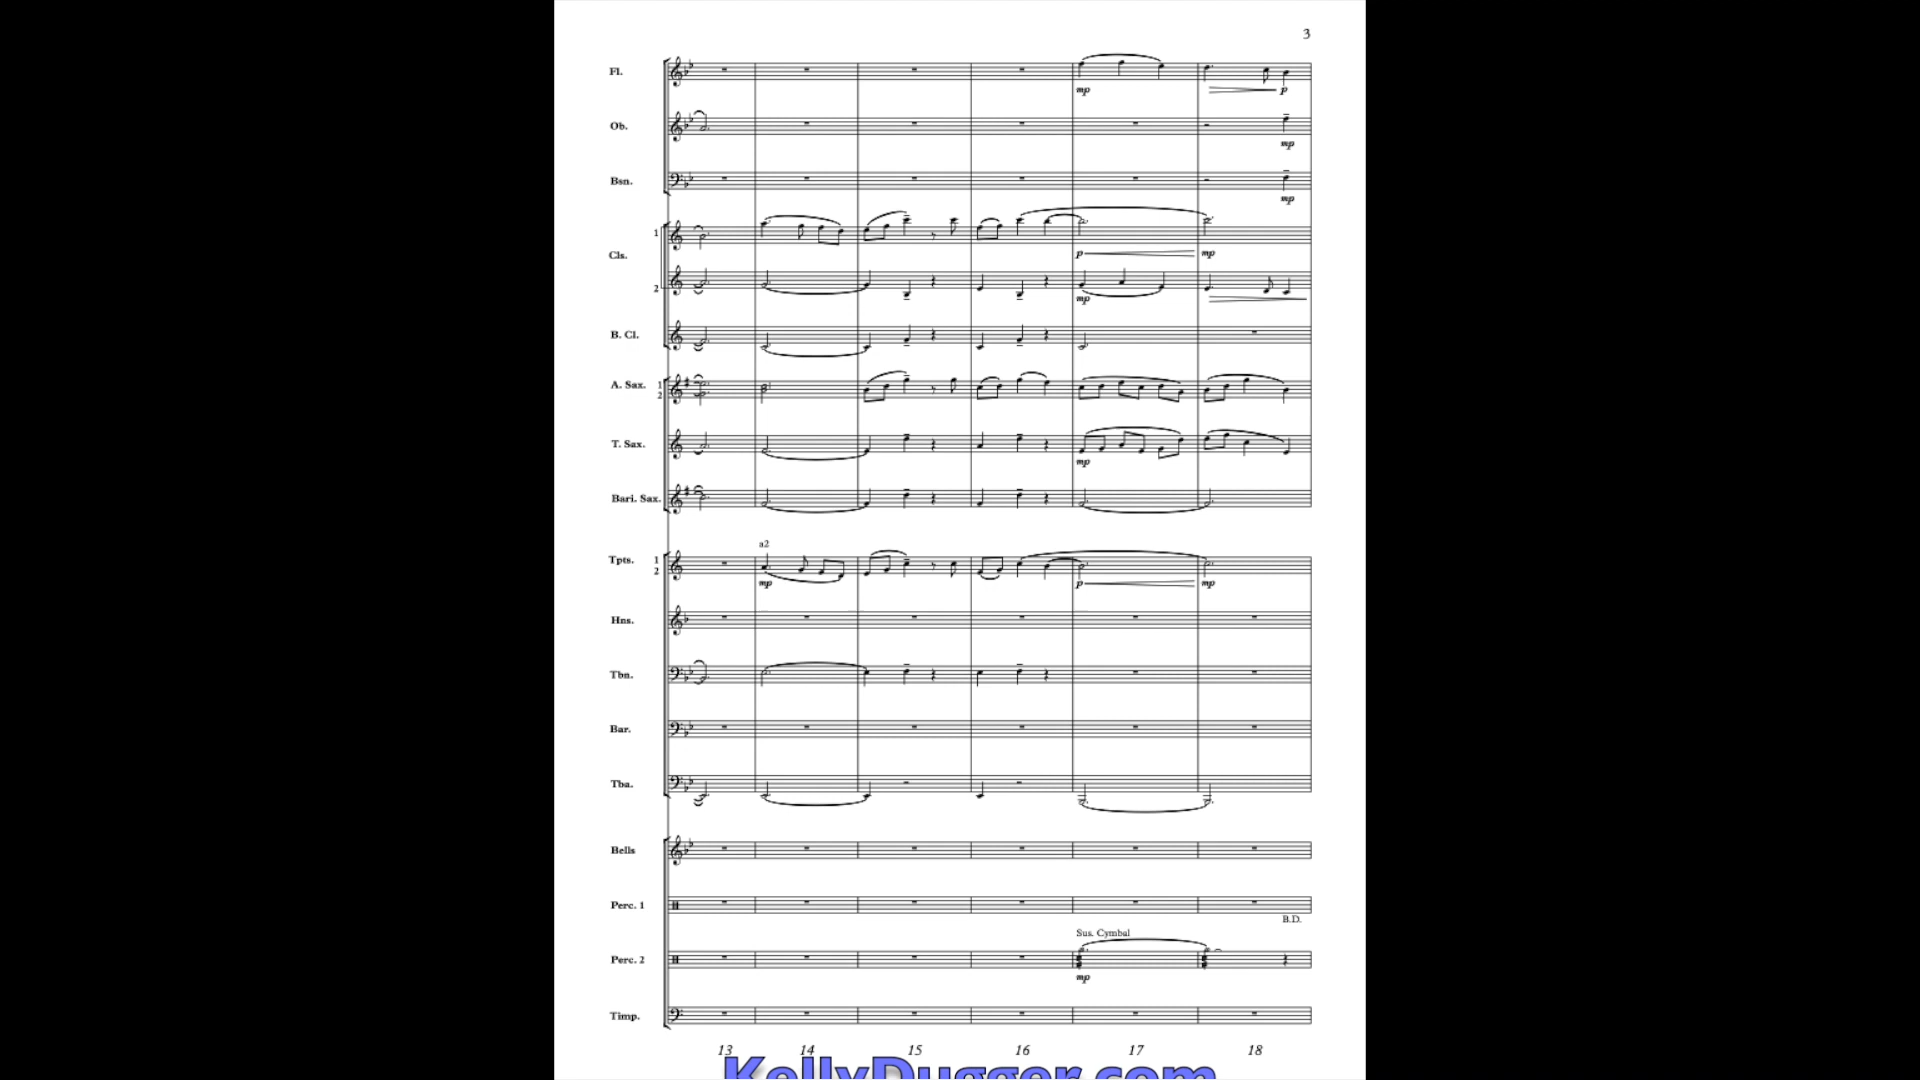 3
Fl.
mp
p
Ob.
mp
Bsn.
mp
1
Cls.
p
mp
2
mp
B. Cl.
A. Sax. 1
2
T. Sax.
mp
Bari. Sax.
a2
Tpts. 1
2
mp
p
mp
Hns.
Tbn.
Bar.
Tba.
Bells
Perc. 1
B.D.
Sus. Cymbal
Perc. 2
mp
Timp.
13 14 15 16 17 18
KellyDugger.com